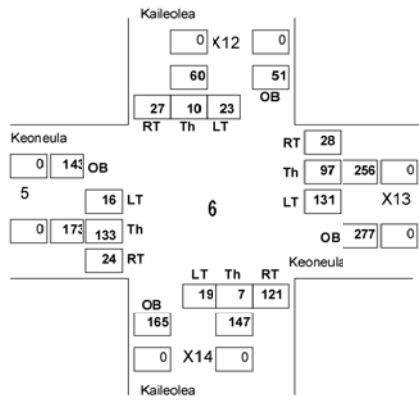 Kaileolea
0 X12 0
60 51
OB
27 10 23
RT Th LT
Keoneula
RT 28
0 143 OB
Th 97 256 0
5
16 LT
6
LT 131 X13
0 173 133 Th
OB 277 0
24 RT
Keoneula
LT Th RT
19 7 121
OB
165 147
0 X14 0
Kaileolea